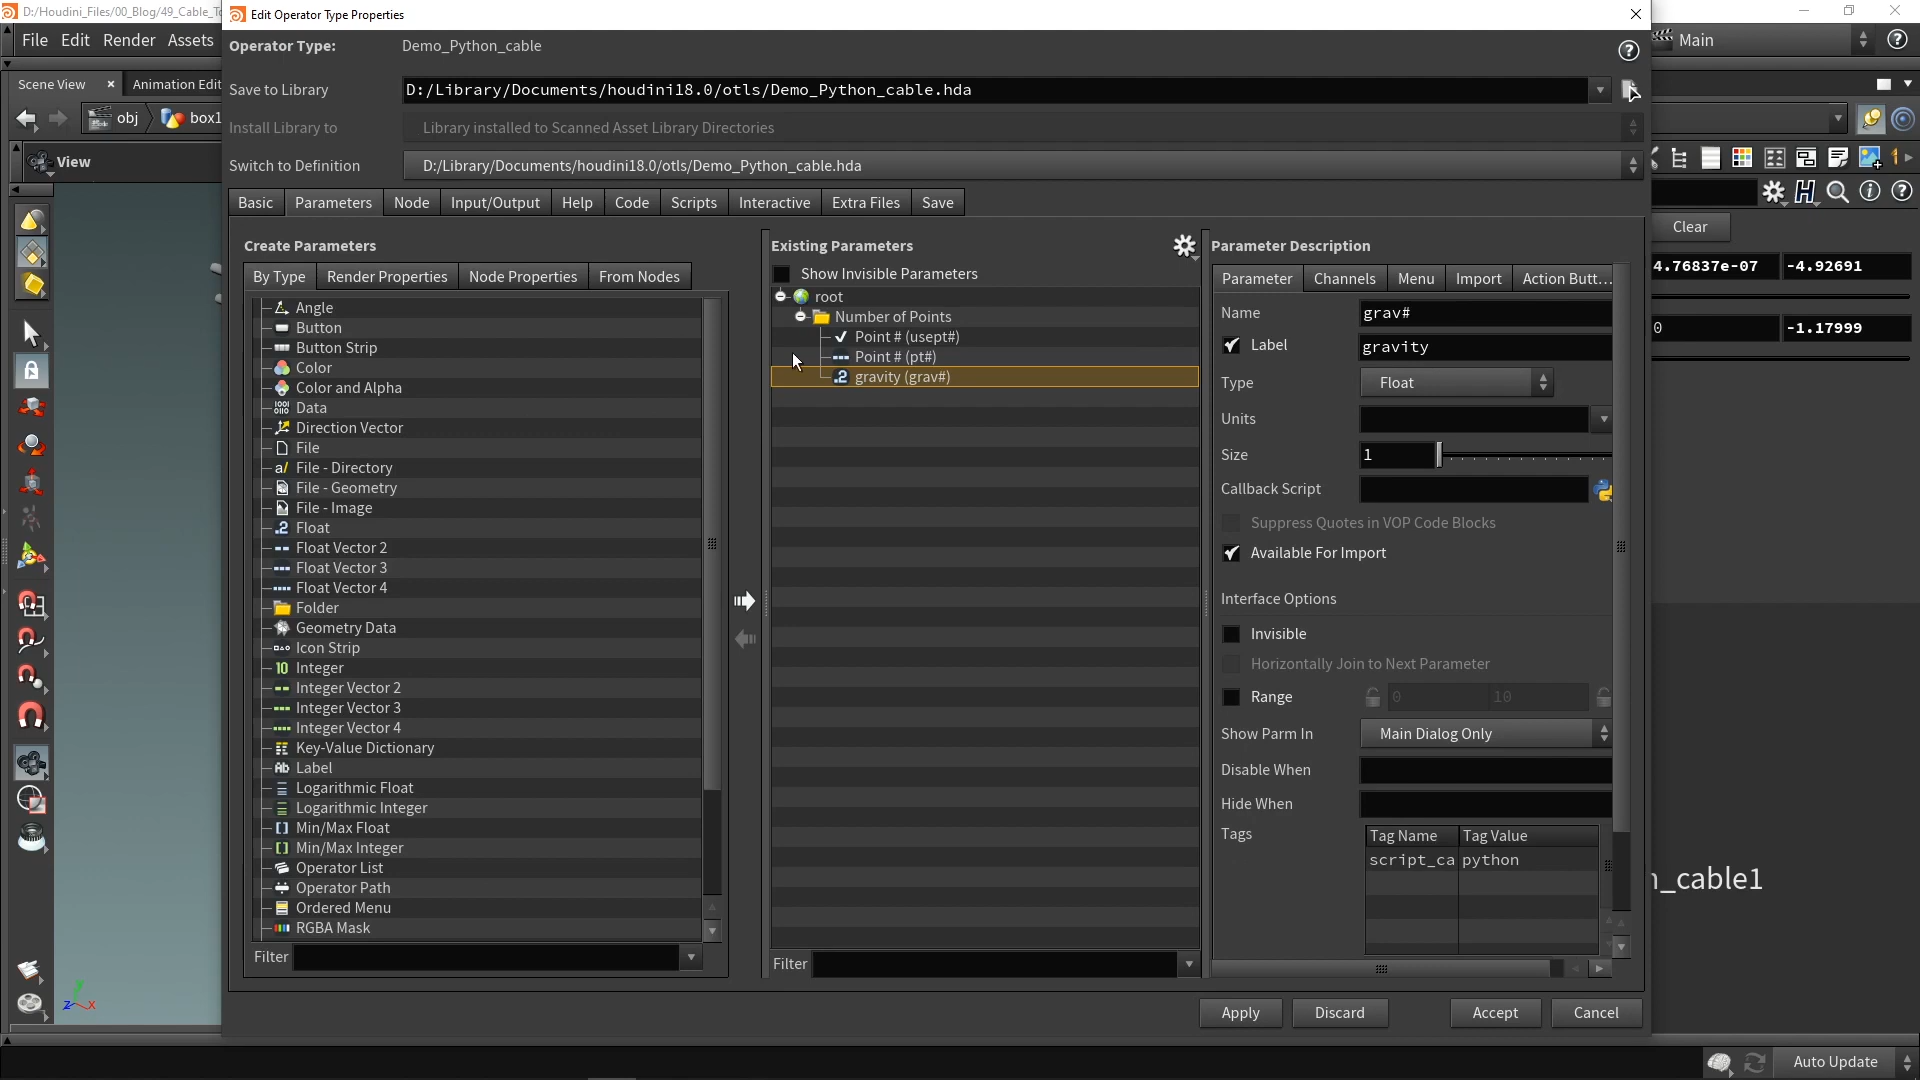 D:/Houdini_Files/00_Blog/49_Cable_To
Edit Operator Type Properties
File Edit Render Assets
Main
Operator Type: Demo_Python_cable
Save to Library D:/Library/Documents/houdini18.0/otls/Demo_Python_cable.hda
Install Library to Library installed to Scanned Asset Library Directories
Switch to Definition D:/Library/Documents/houdini18.0/otls/Demo_Python_cable.hda
Scene View × Animation Edit
obj box1
View
Basic Parameters Node Input/Output Help Code Scripts Interactive Extra Files Save
Create Parameters
By Type Render Properties Node Properties From Nodes
Angle
Button
Button Strip
Color
Color and Alpha
Data
Direction Vector
File
File - Directory
File - Geometry
File - Image
Float
Float Vector 2
Float Vector 3
Float Vector 4
Folder
Geometry Data
Icon Strip
Integer
Integer Vector 2
Integer Vector 3
Integer Vector 4
Key-Value Dictionary
Label
Logarithmic Float
Logarithmic Integer
Min/Max Float
Min/Max Integer
Operator List
Operator Path
Ordered Menu
RGBA Mask
Filter
Existing Parameters
Show Invisible Parameters
root
Number of Points
Point # (usept#)
Point # (pt#)
gravity (grav#)
Filter
Parameter Description
Parameter Channels Menu Import Action Butt...
Name grav#
Label gravity
Type Float
Units
Size 1
Callback Script
Suppress Quotes in VOP Code Blocks
Available For Import
Interface Options
Invisible
Horizontally Join to Next Parameter
Range 0 10
Show Parm In Main Dialog Only
Disable When
Hide When
Tags
Tag Name Tag Value
script_ca python
Apply Discard Accept Cancel
Clear
4.76837e-07 -4.92691
0 -1.17999
n_cable1
Auto Update